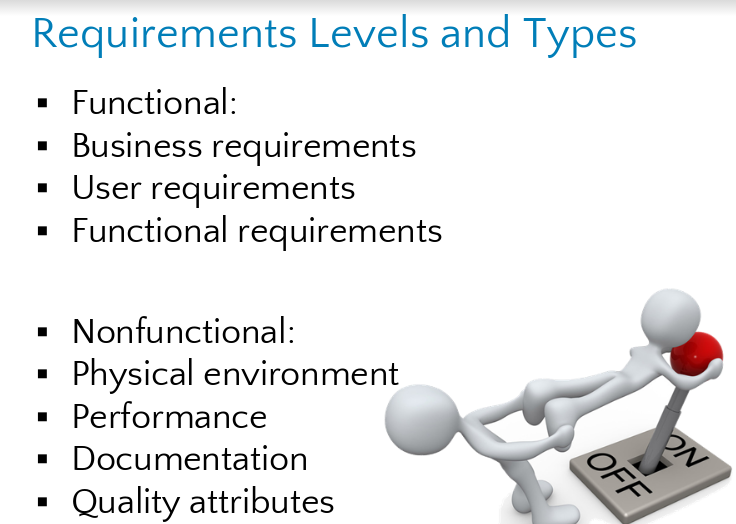 Requirements Levels and Types
▪ Functional:
▪ Business requirements
▪ User requirements
▪ Functional requirements
▪ Nonfunctional:
▪ Physical environment
▪ Performance
▪ Documentation
▪ Quality attributes
ON
OFF